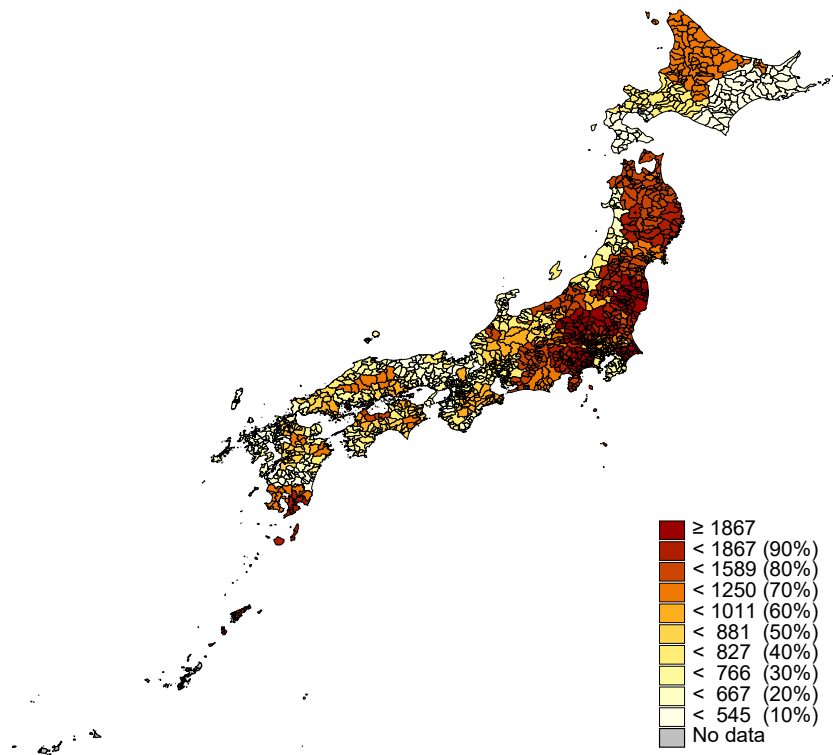 ≥ 1867
< 1867 (90%)
< 1589 (80%)
< 1250 (70%)
< 1011 (60%)
< 881 (50%)
< 827 (40%)
< 766 (30%)
< 667 (20%)
< 545 (10%)
No data